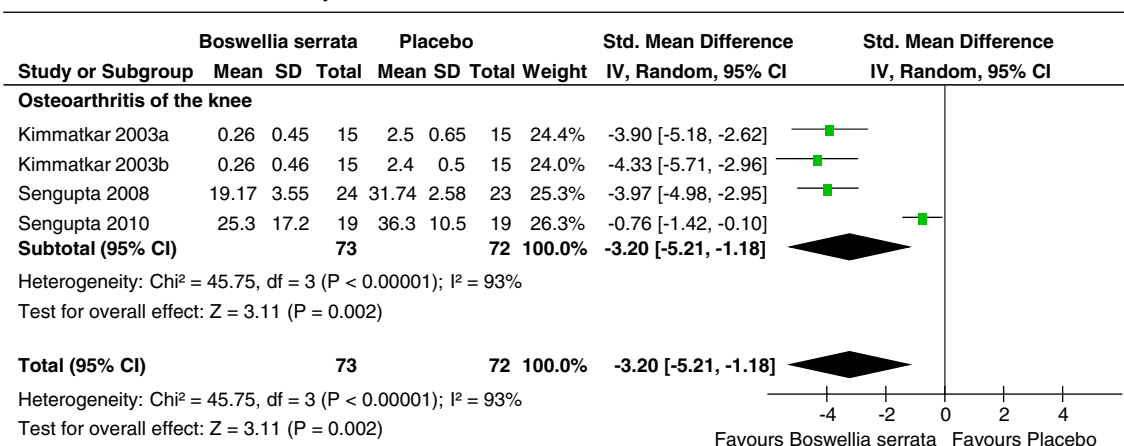 Boswellia serrata Placebo Std. Mean Difference Std. Mean Difference
Study or Subgroup Mean SD Total Mean SD Total Weight IV, Random, 95% CI IV, Random, 95% CI
Osteoarthritis of the knee
Kimmatkar 2003a 0.26 0.45 15 2.5 0.65 15 24.4% -3.90 [-5.18, -2.62]
Kimmatkar 2003b 0.26 0.46 15 2.4 0.5 15 24.0% -4.33 [-5.71, -2.96]
Sengupta 2008 19.17 3.55 24 31.74 2.58 23 25.3% -3.97 [-4.98, -2.95]
Sengupta 2010 25.3 17.2 19 36.3 10.5 19 26.3% -0.76 [-1.42, -0.10]
Subtotal (95% CI) 73 72 100.0% -3.20 [-5.21, -1.18]
Heterogeneity: Chi² = 45.75, df = 3 (P < 0.00001); I² = 93%
Test for overall effect: Z = 3.11 (P = 0.002)
Total (95% CI) 73 72 100.0% -3.20 [-5.21, -1.18]
Heterogeneity: Chi² = 45.75, df = 3 (P < 0.00001); I² = 93%
-4 -2 0 2 4
Test for overall effect: Z = 3.11 (P = 0.002)
Favours Boswellia serrata Favours Placebo